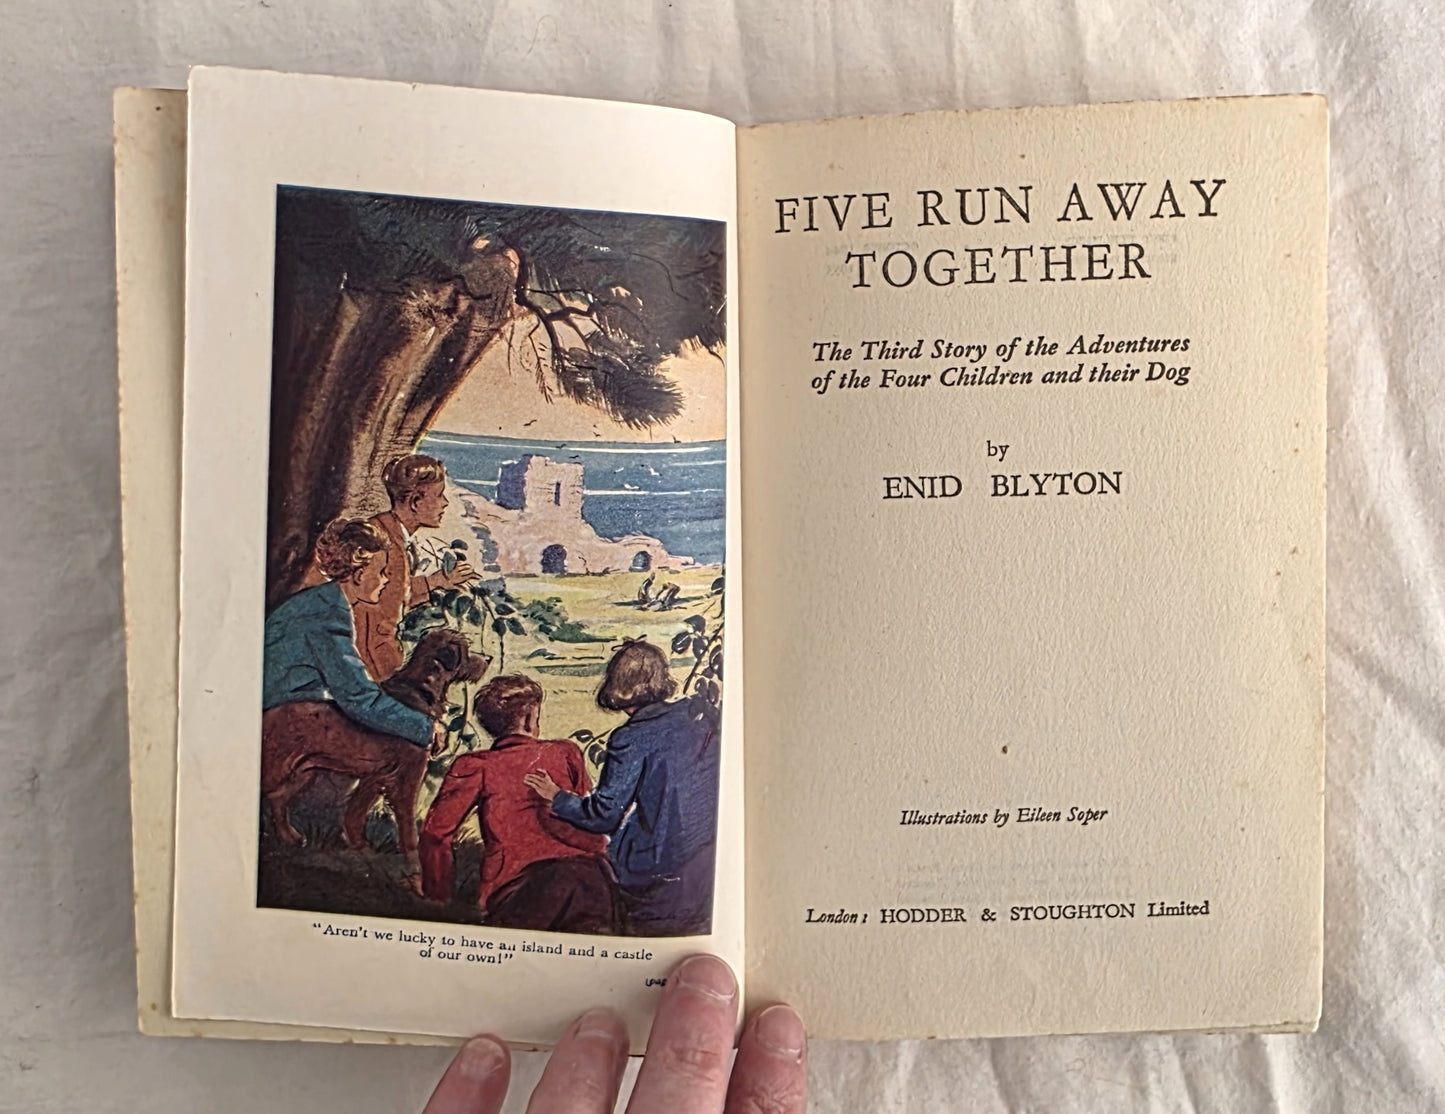 "Aren't we lucky to have an island and a castle
of our own!"
FIVE RUN AWAY
TOGETHER
The Third Story of the Adventures
of the Four Children and their Dog
by
ENID BLYTON
Illustrations by Eileen Soper
London: HODDER & STOUGHTON Limited